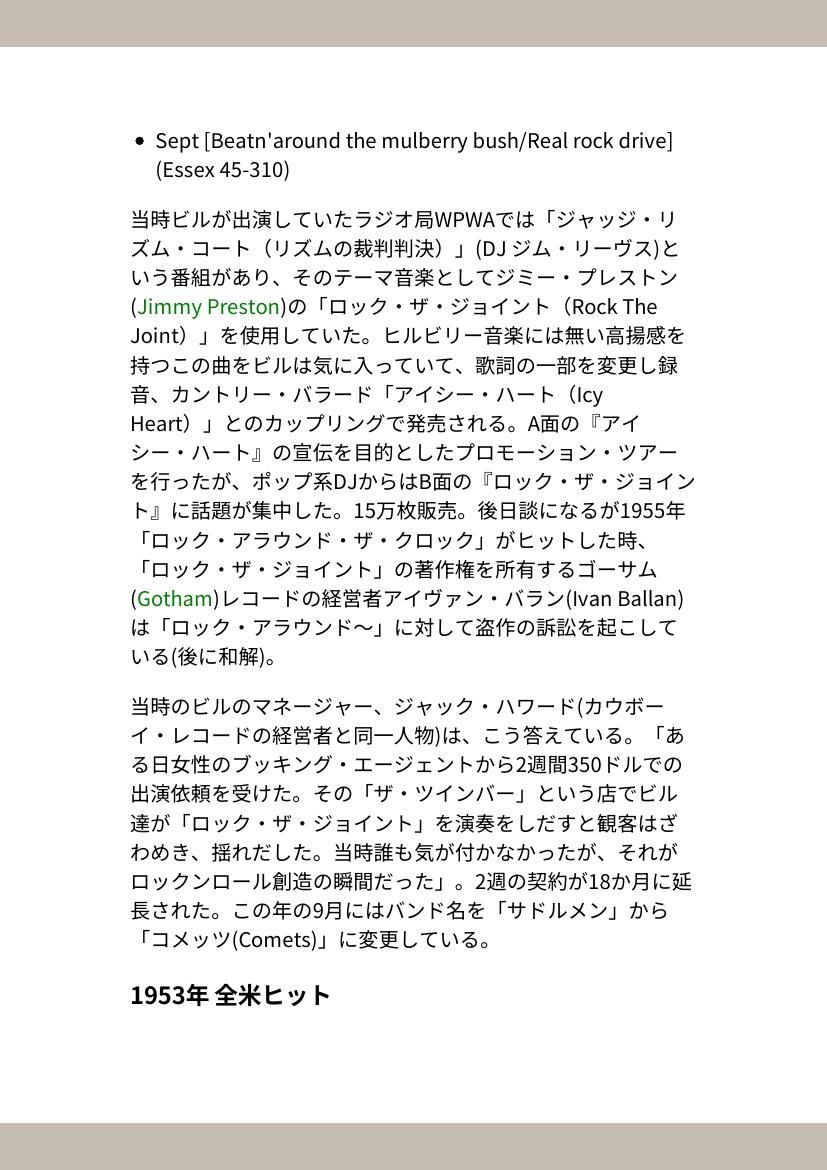 • Sept [Beatn'around the mulberry bush/Real rock drive]
(Essex 45-310)
当時ビルが出演していたラジオ局WPWAでは「ジャッジ・リ
ズム・コート（リズムの裁判判決）」(DJ ジム・リーヴス)と
いう番組があり、そのテーマ音楽としてジミー・プレストン
(Jimmy Preston)の「ロック・ザ・ジョイント（Rock The
Joint）」を使用していた。ヒルビリー音楽には無い高揚感を
持つこの曲をビルは気に入っていて、歌詞の一部を変更し録
音、カントリー・バラード「アイシー・ハート（Icy
Heart）」とのカップリングで発売される。A面の『アイ
シー・ハート』の宣伝を目的としたプロモーション・ツアー
を行ったが、ポップ系DJからはB面の『ロック・ザ・ジョイン
ト』に話題が集中した。15万枚販売。後日談になるが1955年
「ロック・アラウンド・ザ・クロック」がヒットした時、
「ロック・ザ・ジョイント」の著作権を所有するゴーサム
(Gotham)レコードの経営者アイヴァン・バラン(Ivan Ballan)
は「ロック・アラウンド〜」に対して盗作の訴訟を起こして
いる(後に和解)。
当時のビルのマネージャー、ジャック・ハワード(カウボー
イ・レコードの経営者と同一人物)は、こう答えている。「あ
る日女性のブッキング・エージェントから2週間350ドルでの
出演依頼を受けた。その「ザ・ツインバー」という店でビル
達が「ロック・ザ・ジョイント」を演奏をしだすと観客はざ
わめき、揺れだした。当時誰も気が付かなかったが、それが
ロックンロール創造の瞬間だった」。2週の契約が18か月に延
長された。この年の9月にはバンド名を「サドルメン」から
「コメッツ(Comets)」に変更している。
1953年 全米ヒット